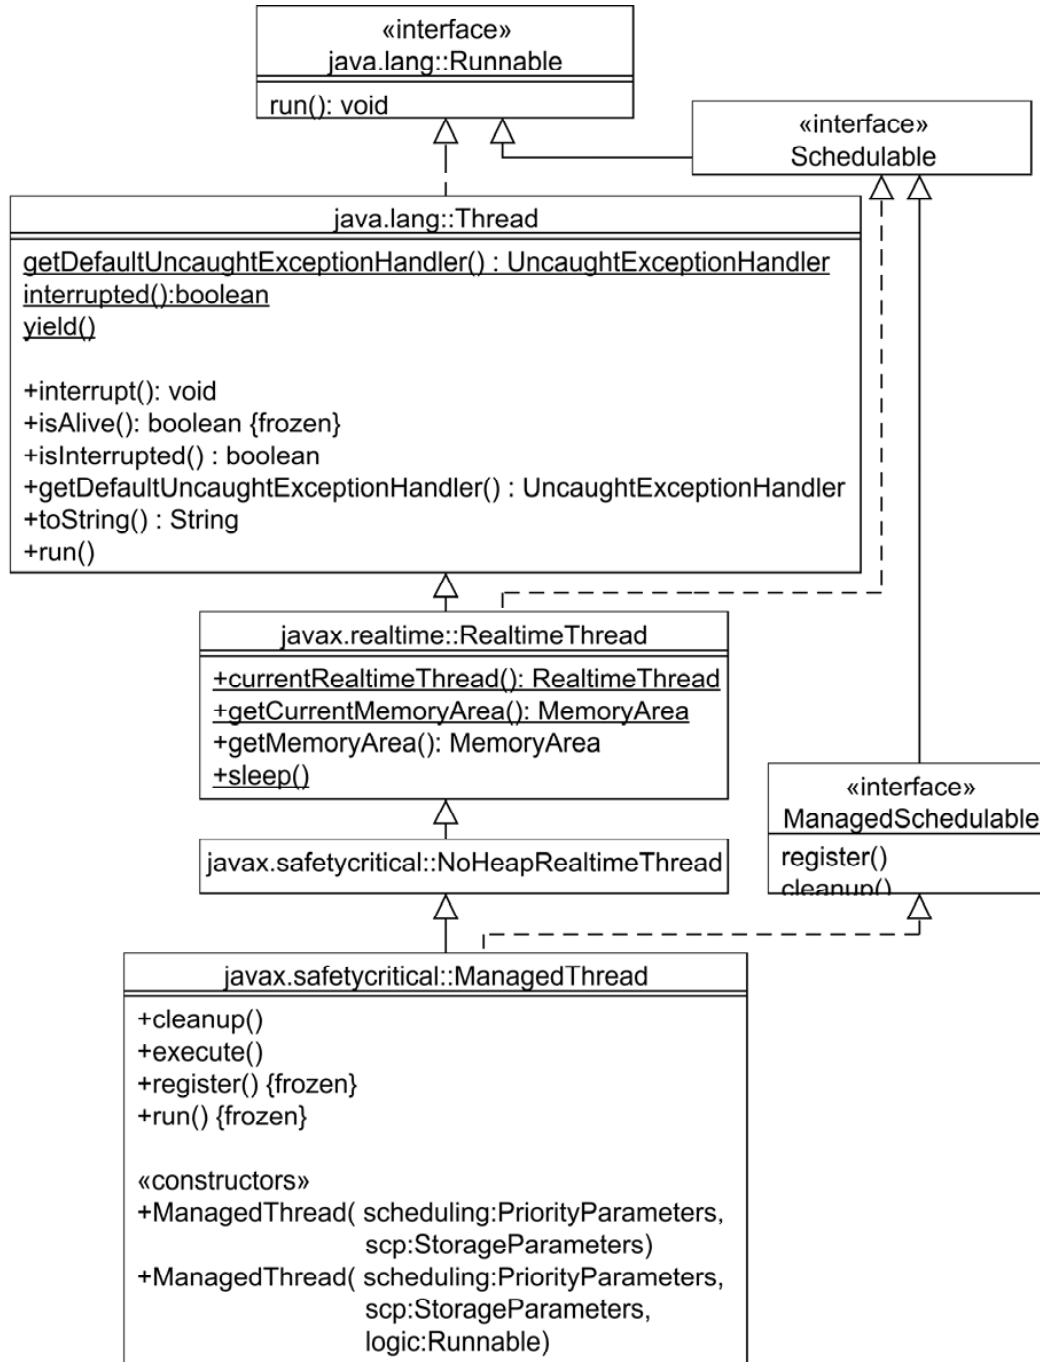 «interface»
java.lang::Runnable
run(): void
«interface»
Schedulable
java.lang::Thread
getDefaultUncaughtExceptionHandler() : UncaughtExceptionHandler
interrupted():boolean
yield()
+interrupt(): void
+isAlive(): boolean {frozen}
+isInterrupted() : boolean
+getDefaultUncaughtExceptionHandler() : UncaughtExceptionHandler
+toString() : String
+run()
javax.realtime::RealtimeThread
+currentRealtimeThread(): RealtimeThread
+getCurrentMemoryArea(): MemoryArea
+getMemoryArea(): MemoryArea
+sleep()
«interface»
ManagedSchedulable
register()
cleanup()
javax.safetycritical::NoHeapRealtimeThread
javax.safetycritical::ManagedThread
+cleanup()
+execute()
+register() {frozen}
+run() {frozen}
«constructors»
+ManagedThread( scheduling:PriorityParameters,
scp:StorageParameters)
+ManagedThread( scheduling:PriorityParameters,
scp:StorageParameters,
logic:Runnable)